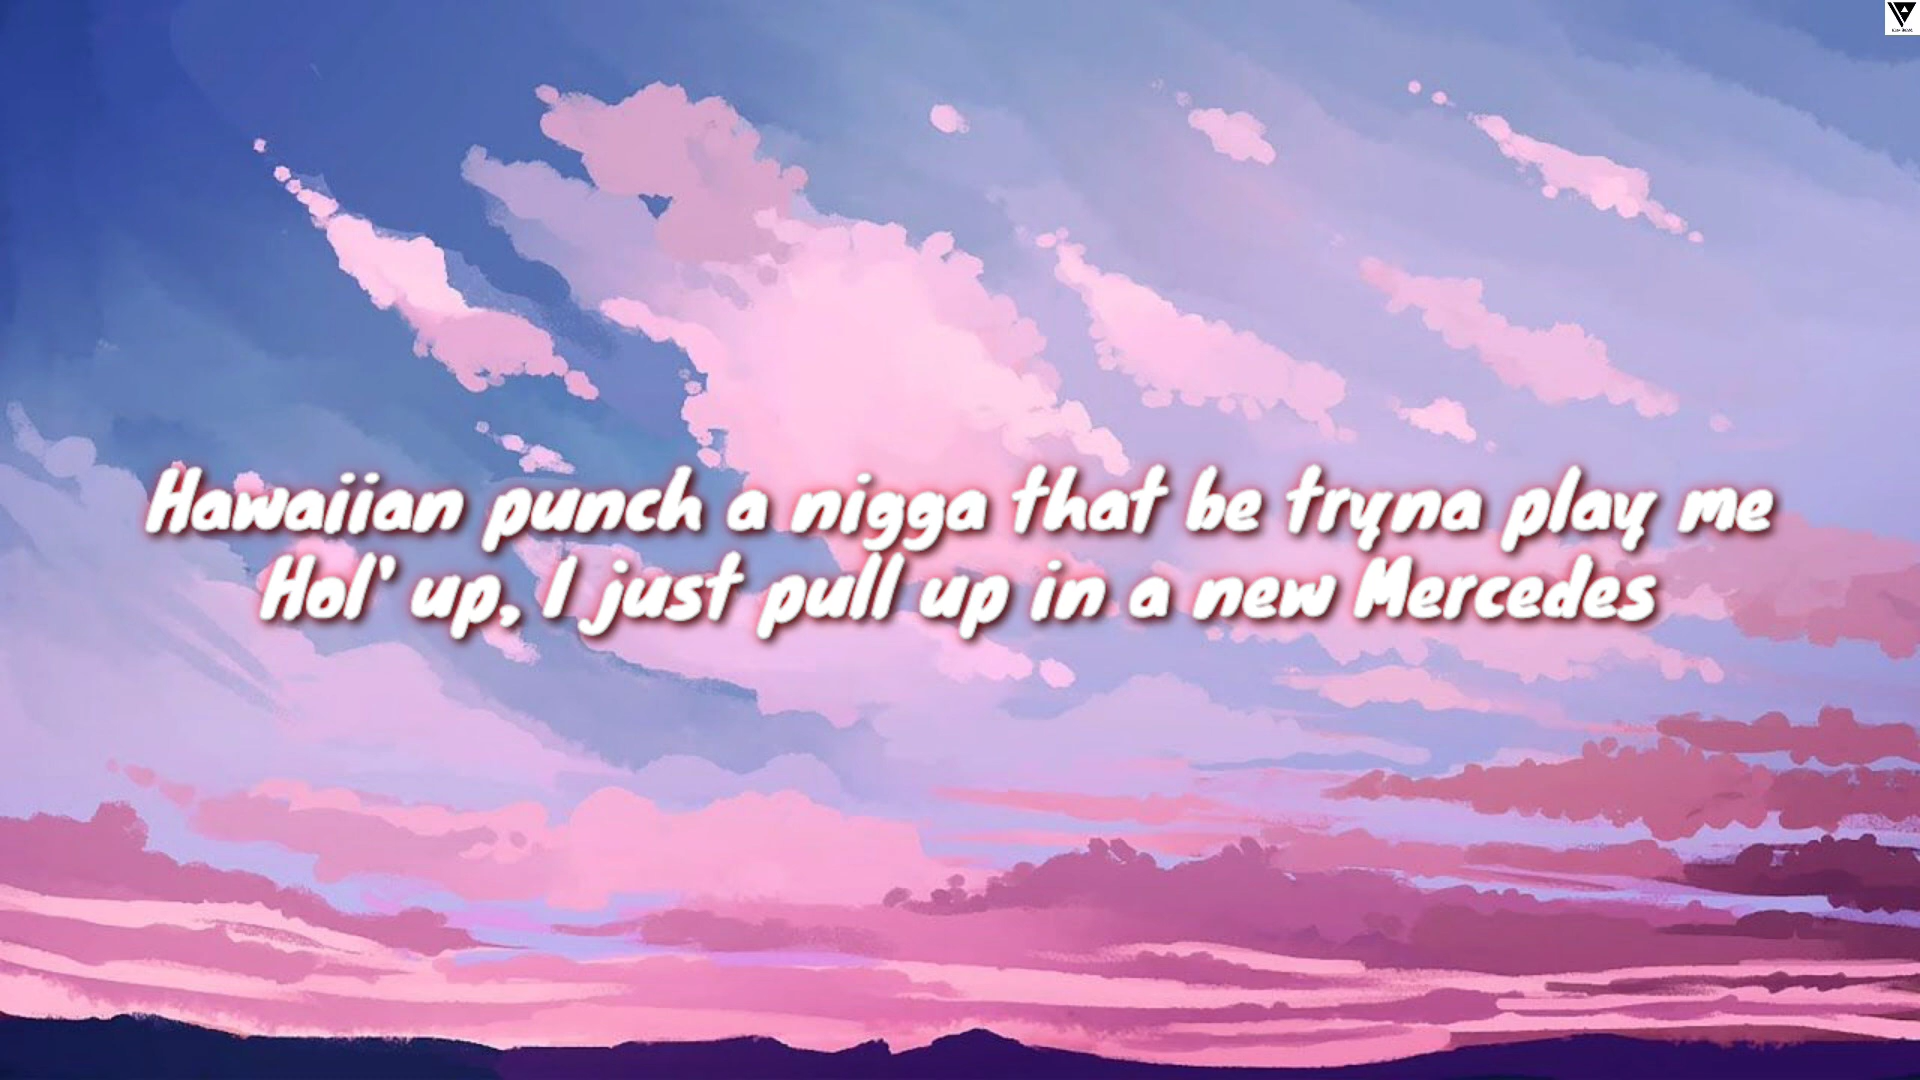 Hawaiian punch a nigga that be tryna play me
Hol' up, I just pull up in a new Mercedes